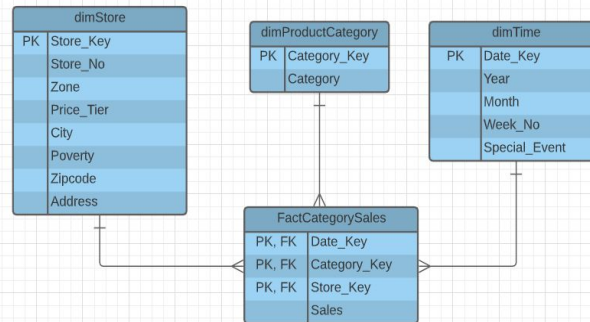 dimStore
PK Store_Key
Store_No
Zone
Price_Tier
City
Poverty
Zipcode
Address
dimProductCategory
PK Category_Key
Category
dimTime
PK Date_Key
Year
Month
Week_No
Special_Event
FactCategorySales
PK, FK Date_Key
PK, FK Category_Key
PK, FK Store_Key
Sales